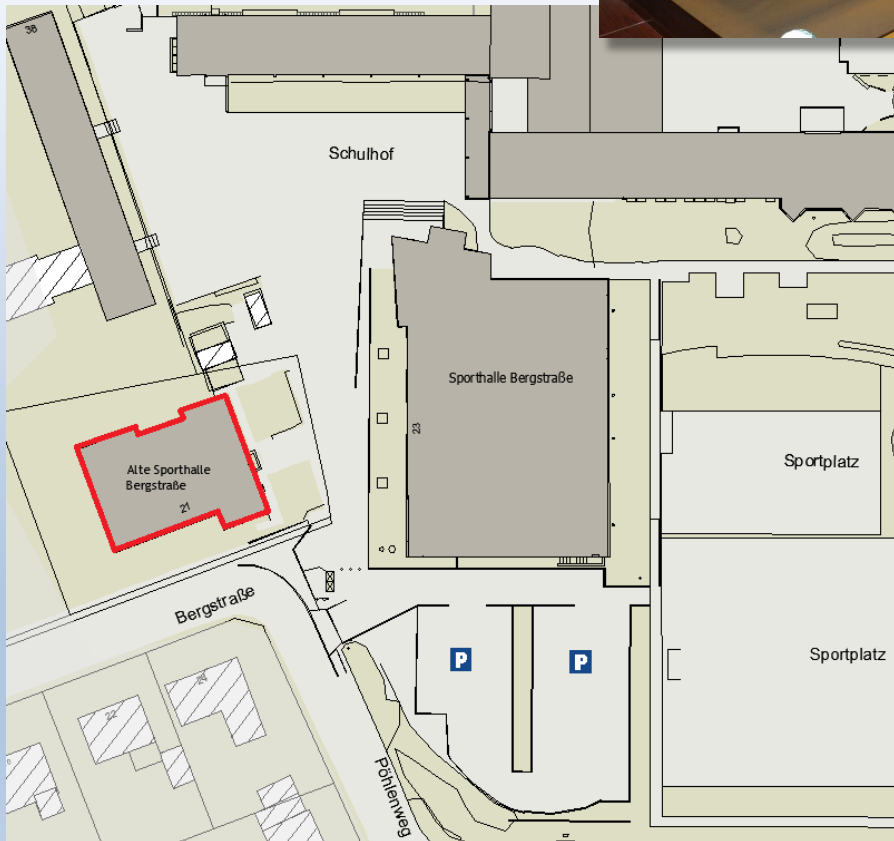 38
Schulhof
Sporthalle Bergstraße
23
Sportplatz
Alte Sporthalle
Bergstraße
21
Bergstraße
Sportplatz
P
P
24
22
Pöhlenweg